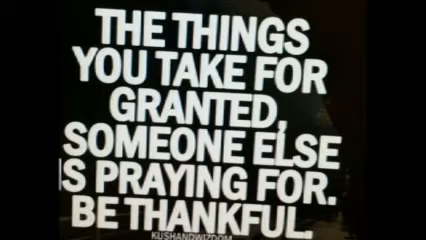 THE THINGS
YOU TAKE FOR
GRANTED,
SOMEONE ELSE
IS PRAYING FOR.
BE THANKFUL.
KUSHANDWIZDOM